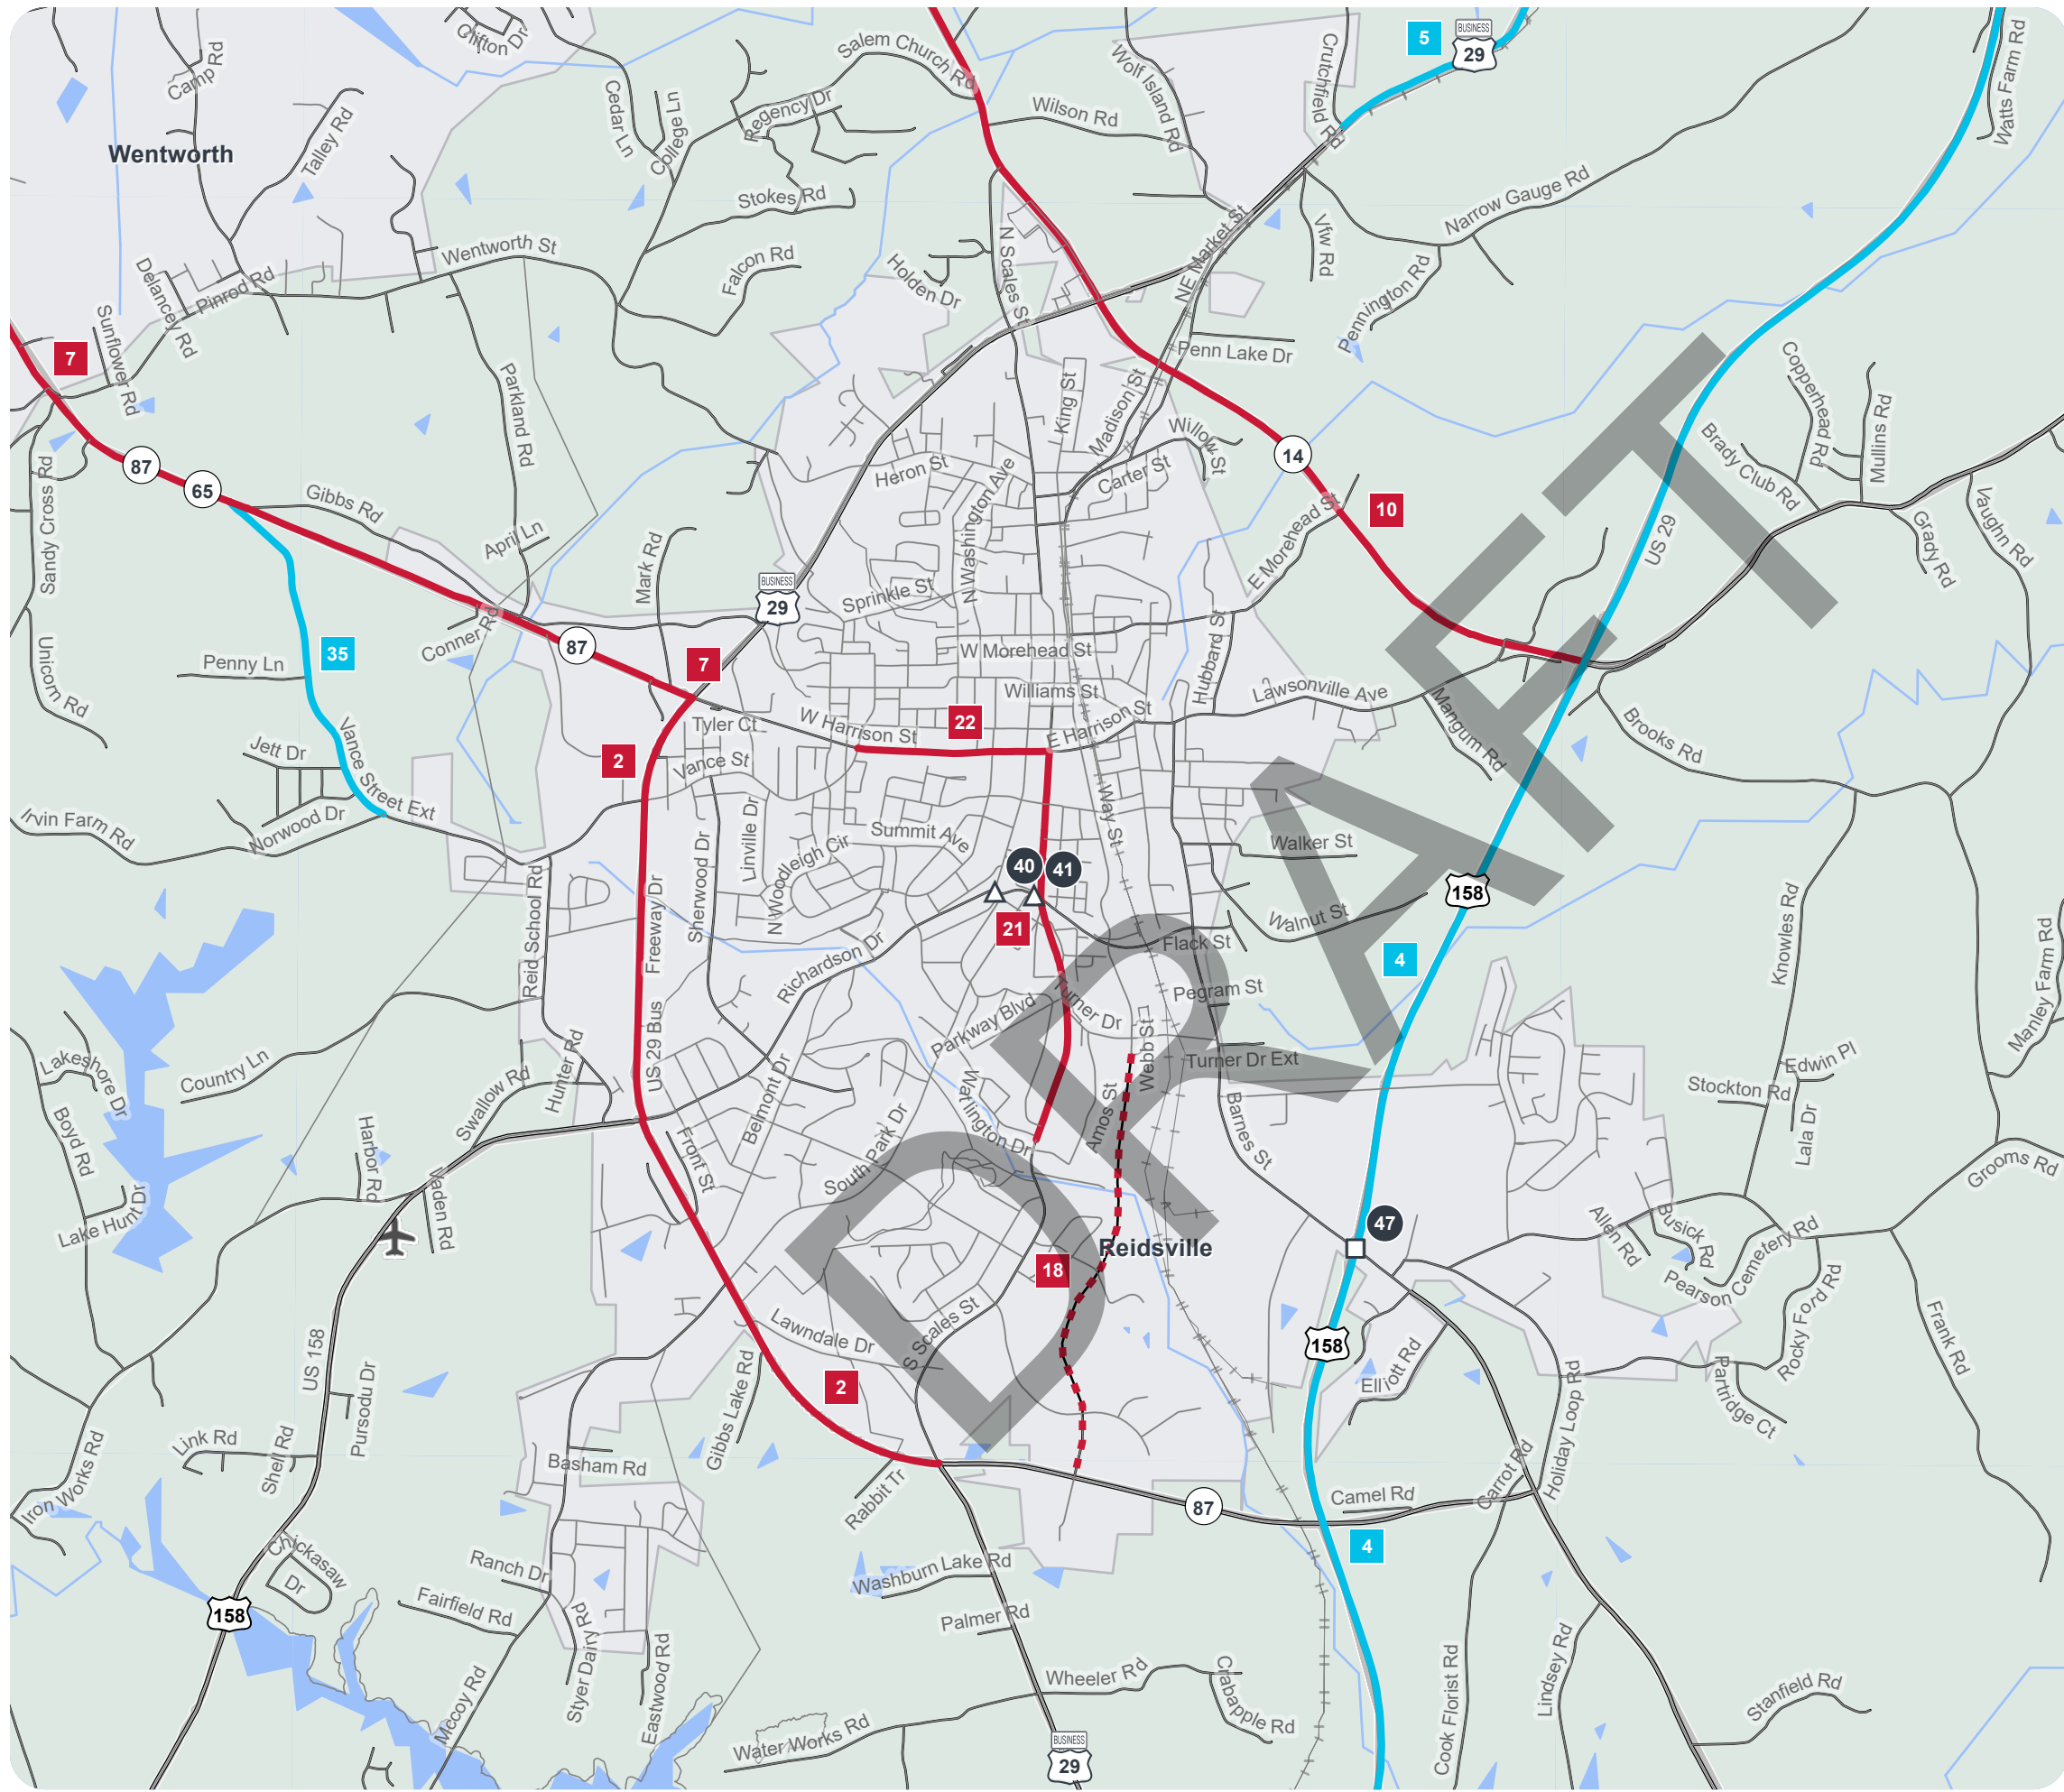 Clifton Dr
Camp Rd
Talley Rd
Wentworth
Cedar Ln
College Ln
Salem Church Rd
Regency Dr
Wilson Rd
Wolf Island Rd
Crutchfield Rd
5
BUSINESS
29
Watts Farm Rd
Stokes Rd
Narrow Gauge Rd
Vfw Rd
Pennington Rd
NE Market St
N Scales St
Holden Dr
Falcon Rd
Wentworth St
Delancey Rd
Pinrod Rd
Sunflower Rd
7
Parkland Rd
Penn Lake Dr
King St
Madison St
Willow St
Carter St
Heron St
N Washington Ave
14
10
Copperhead Rd
Mullins Rd
Brady Club Rd
Vaughn Rd
Grady Rd
US 29
87
65
Gibbs Rd
April Ln
Sandy Cross Rd
Mark Rd
BUSINESS
29
Sprinkle St
E Morehead St
Unicorn Rd
Penny Ln
35
Conner Rd
87
7
W Morehead St
Williams St
Hubbard St
Lawsonville Ave
Mangum Rd
Brooks Rd
Tyler Ct
W Harrison St
22
E Harrison St
2
Vance St
Jett Dr
Vance Street Ext
Norwood Dr
Irvin Farm Rd
Linville Dr
Sherwood Dr
N Woodleigh Cir
Summit Ave
Way St
Walker St
40
41
158
Walnut St
21
4
Flack St
Knowles Rd
Manley Farm Rd
Reid School Rd
Freeway Dr
US 29 Bus
Richardson Dr
Parkway Blvd
Turner Dr
Pegram St
Webb St
Turner Dr Ext
Lakeshore Dr
Country Ln
Boyd Rd
Swallow Rd
Hunter Rd
Belmont Dr
Watlington Dr
Amos St
Barnes St
Edwin Pl
Stockton Rd
Lala Dr
Grooms Rd
Harbor Rd
Vaden Rd
Front St
South Park Dr
Lake Hunt Dr
Reidsville
47
18
Allen Rd
Busick Rd
Pearson Cemetery Rd
Rocky Ford Rd
Frank Rd
158
Elliott Rd
US 158
Lawndale Dr
S Scales St
Gibbs Lake Rd
2
Pursodu Dr
Link Rd
Shell Rd
Iron Works Rd
Basham Rd
Rabbit Tr
87
Camel Rd
Carrot Rd
Holiday Loop Rd
Partridge Ct
4
Chickasaw
Dr
158
Ranch Dr
Fairfield Rd
Styer Dairy Rd
Eastwood Rd
Mccoy Rd
Washburn Lake Rd
Palmer Rd
Wheeler Rd
Crabapple Rd
Water Works Rd
BUSINESS
29
Cook Florist Rd
Lindsey Rd
Stanfield Rd
DRAFT